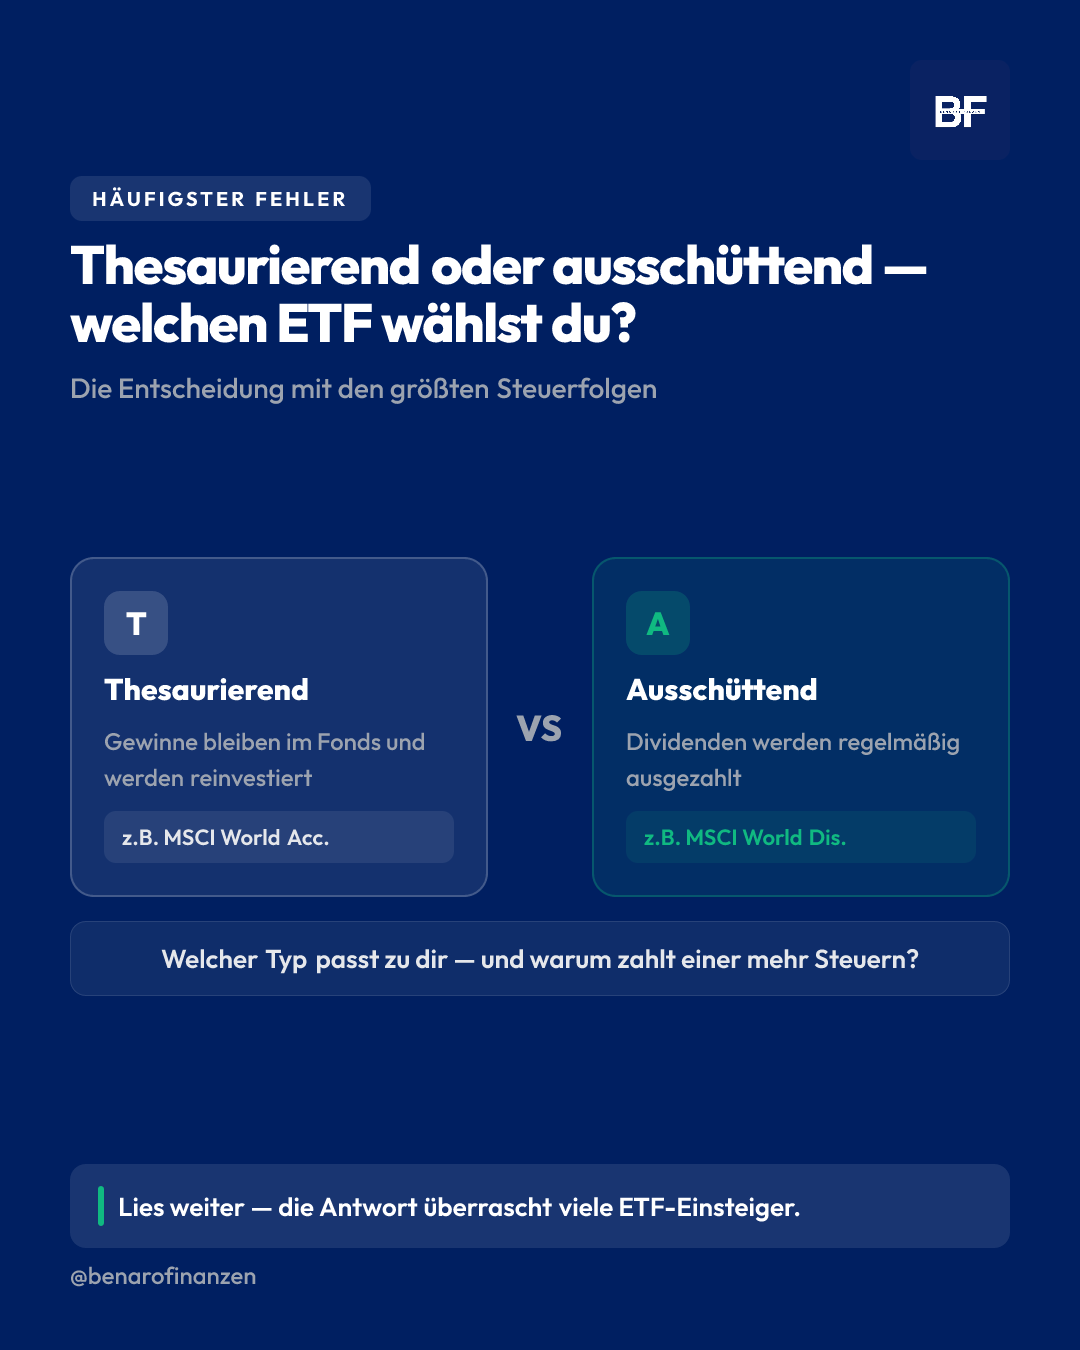 BF
HÄUFIGSTER FEHLER
Thesaurierend oder ausschüttend —
welchen ETF wählst du?
Die Entscheidung mit den größten Steuerfolgen
T
Thesaurierend
Gewinne bleiben im Fonds und
werden reinvestiert
z.B. MSCI World Acc.
vs
A
Ausschüttend
Dividenden werden regelmäßig
ausgezahlt
z.B. MSCI World Dis.
Welcher Typ passt zu dir — und warum zahlt einer mehr Steuern?
Lies weiter — die Antwort überrascht viele ETF-Einsteiger.
@benarofinanzen